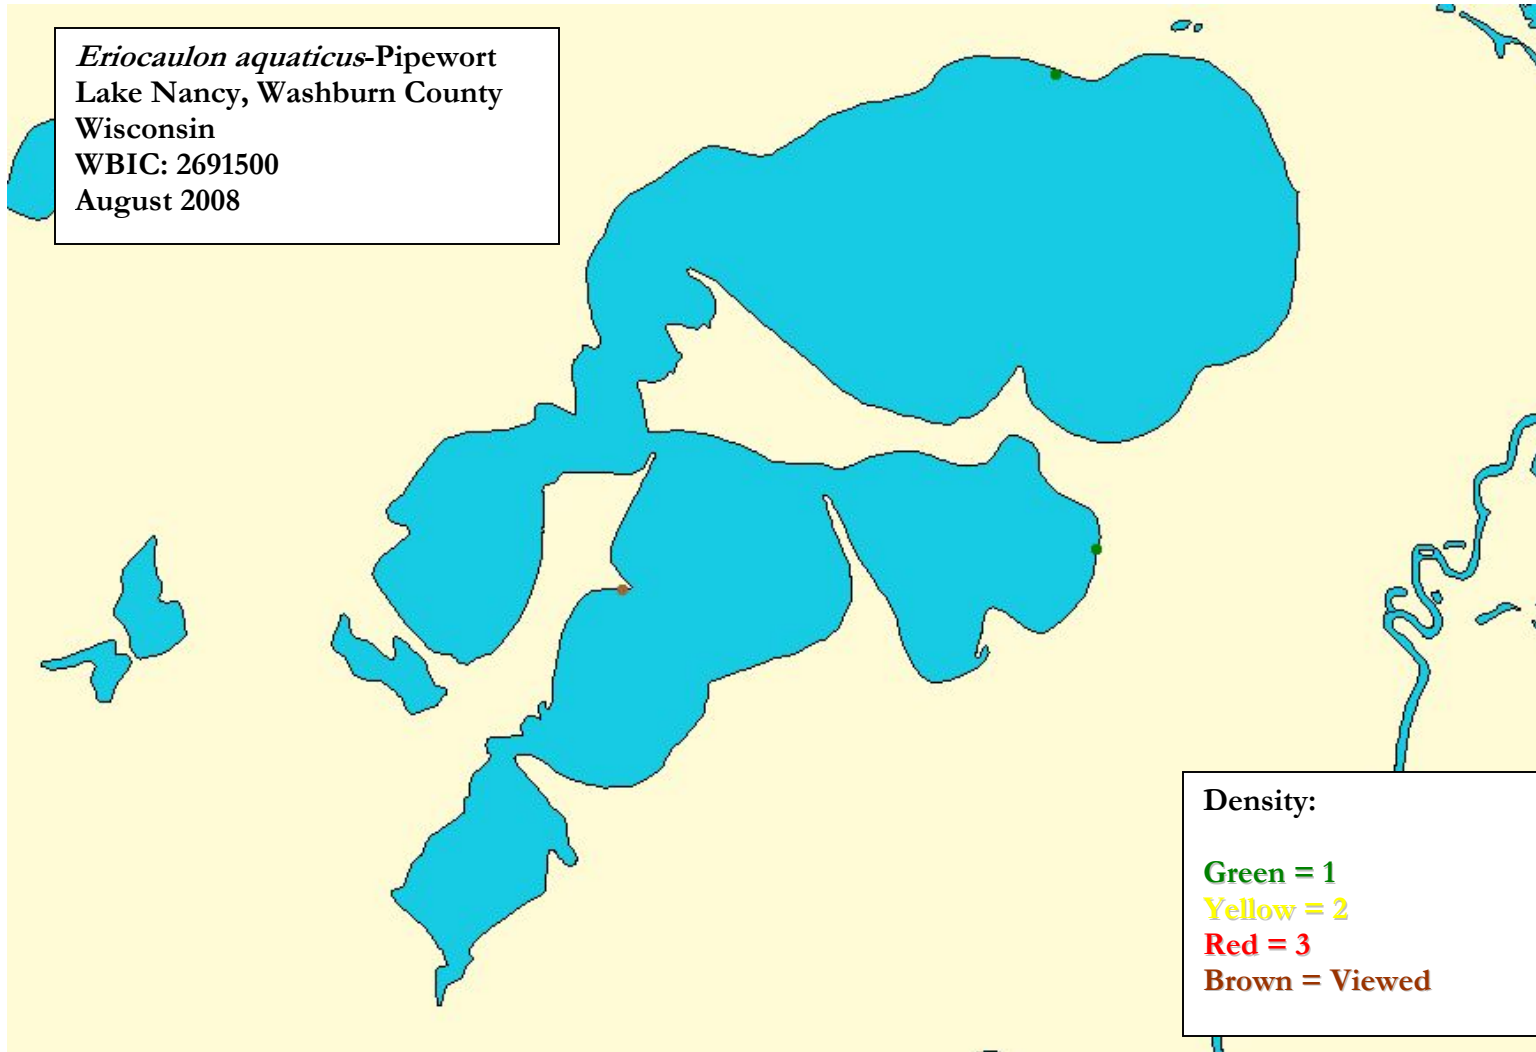 Eriocaulon aquaticus-Pipewort
Lake Nancy, Washburn County
Wisconsin
WBIC: 2691500
August 2008
Density:
Green = 1
Yellow = 2
Red = 3
Brown = Viewed